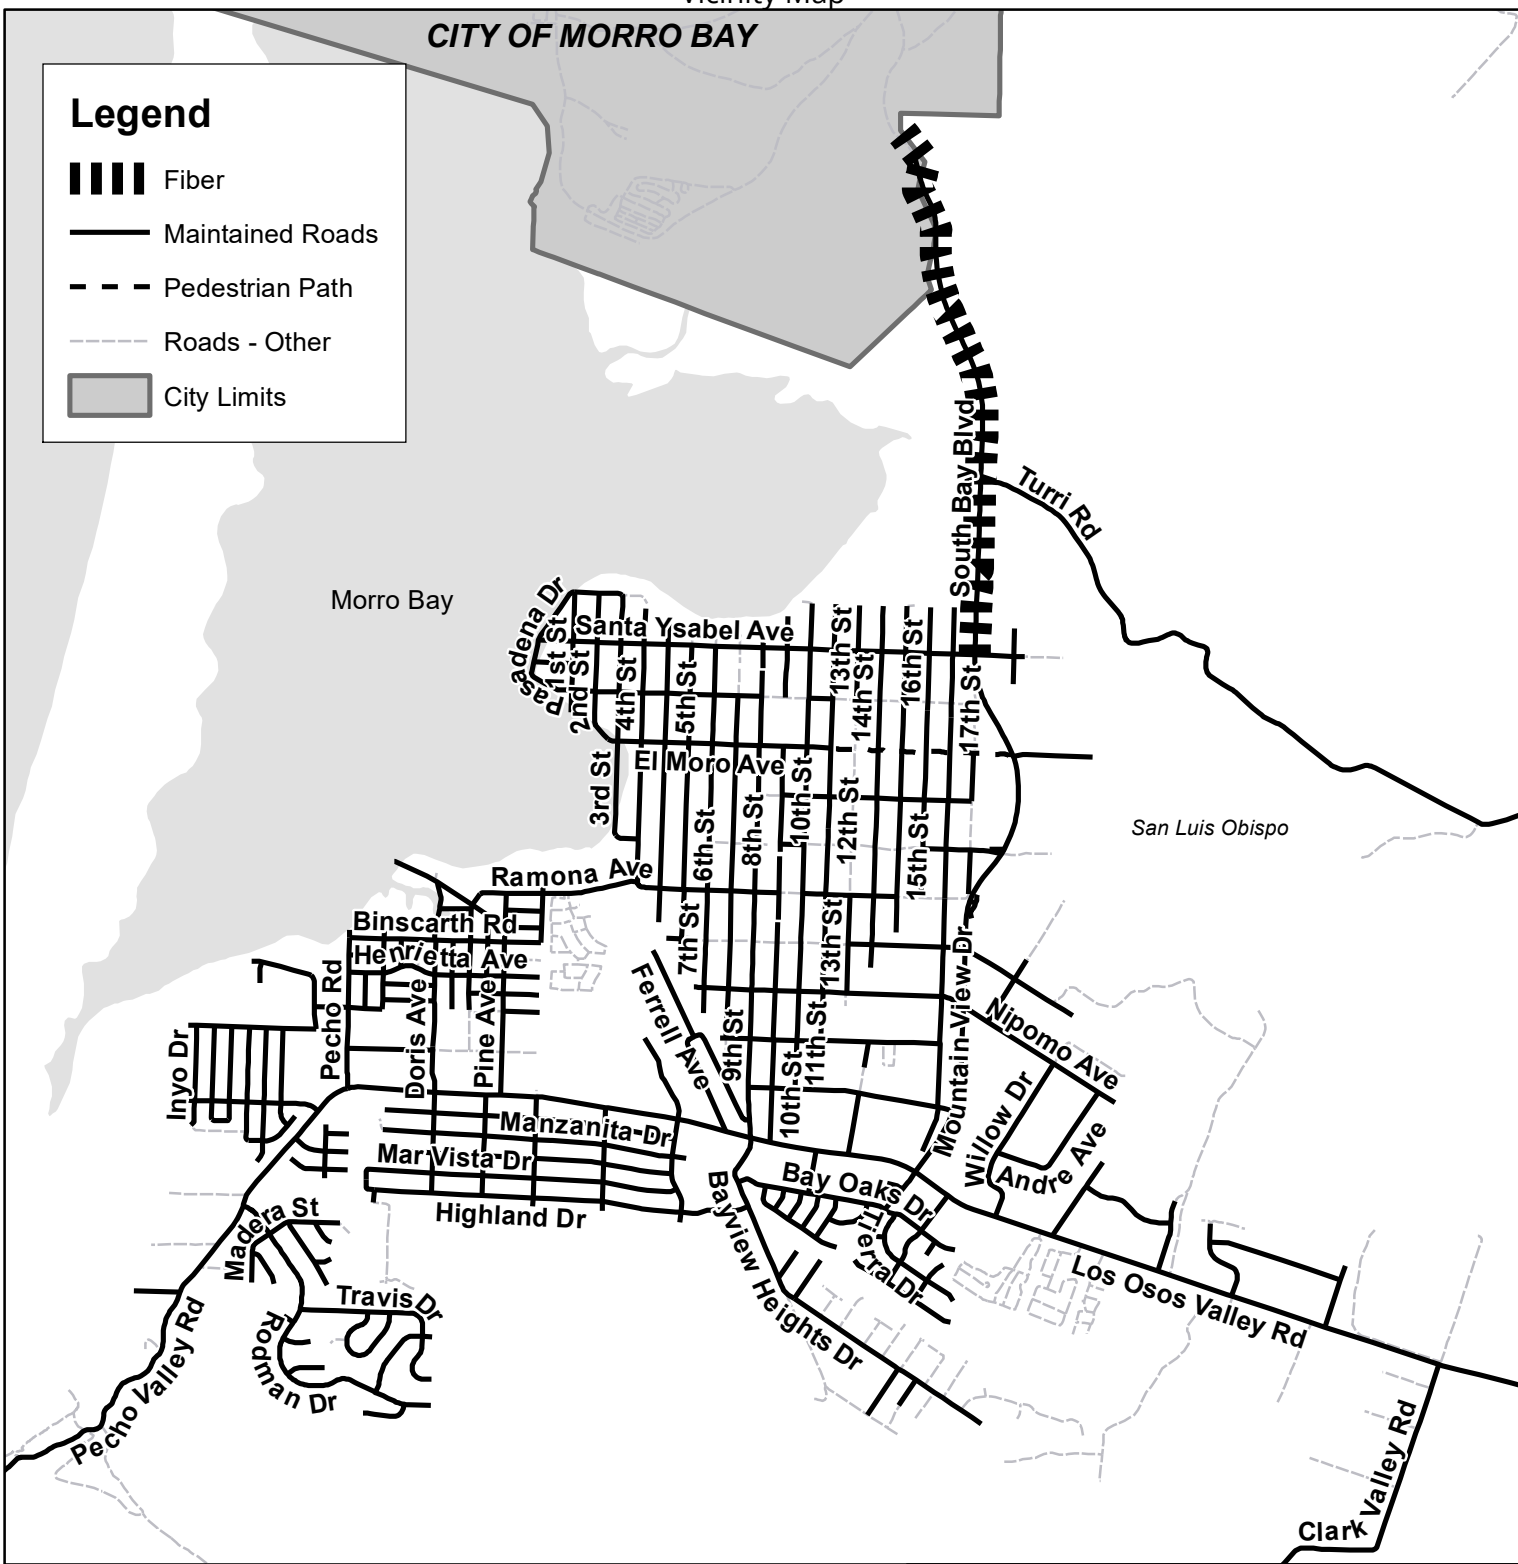 Vicinity Map
CITY OF MORRO BAY
Legend
Fiber
Maintained Roads
Pedestrian Path
Roads - Other
City Limits
South Bay Blvd
Turri Rd
Morro Bay
Pasadena Dr
1st St
Santa Ysabel Ave
2nd St
4th St
5th St
13th St
14th St
16th St
17th St
3rd St
El Moro Ave
6th St
8th St
10th St
12th St
15th St
San Luis Obispo
Ramona Ave
Binscarth Rd
Henrietta Ave
7th St
13th St
Pecho Rd
Doris Ave
Pine Ave
Ferrell Ave
9th St
10th St
11th St
Mountain View Dr
Nipomo Ave
Inyo Dr
Willow Dr
Andre Ave
Manzanita Dr
Mar Vista Dr
Highland Dr
Bay Oaks Dr
Bayview Heights Dr
Tierra Dr
Madera St
Travis Dr
Rodman Dr
Los Osos Valley Rd
Pecho Valley Rd
Clark Valley Rd